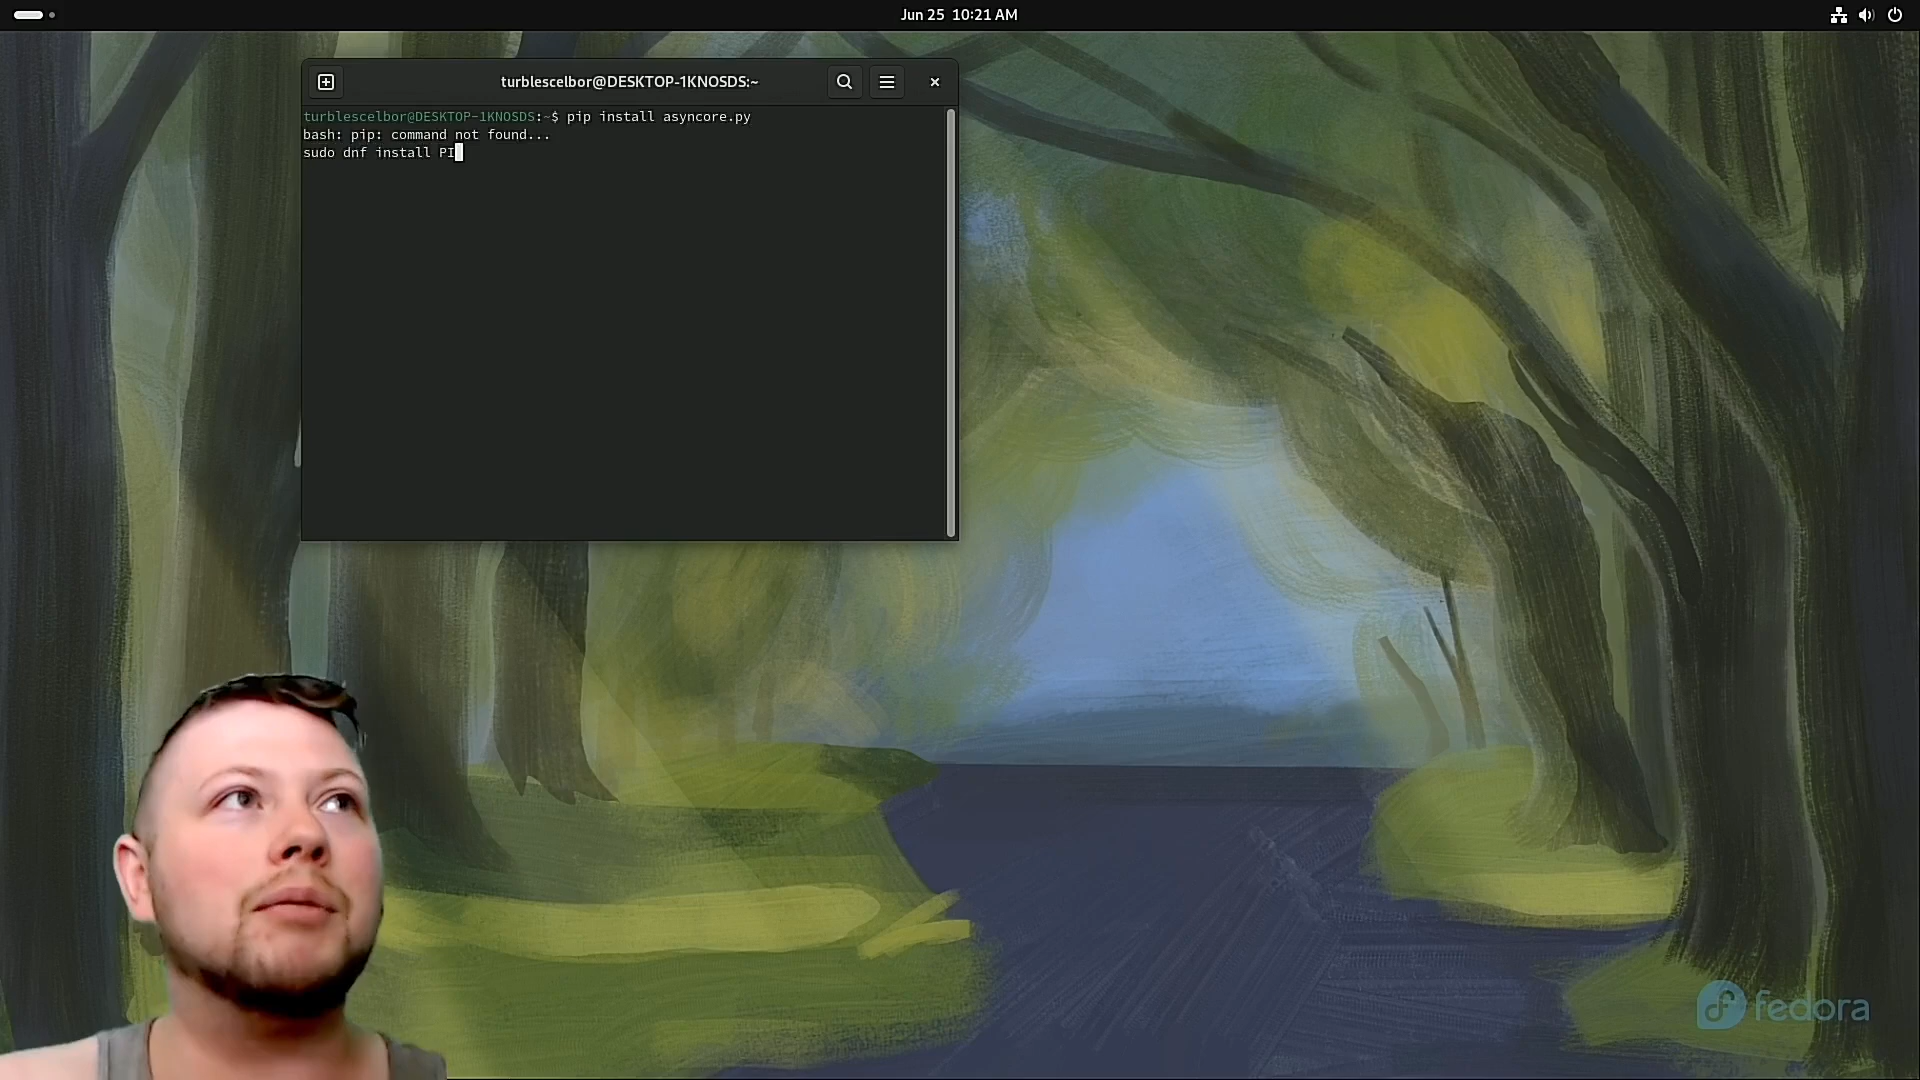 Jun 25 10:21 AM
turblescelbor@DESKTOP-1KNOSDS:~
turblescelbor@DESKTOP-1KNOSDS:~$ pip install asyncore.py
bash: pip: command not found...
sudo dnf install PI
fedora